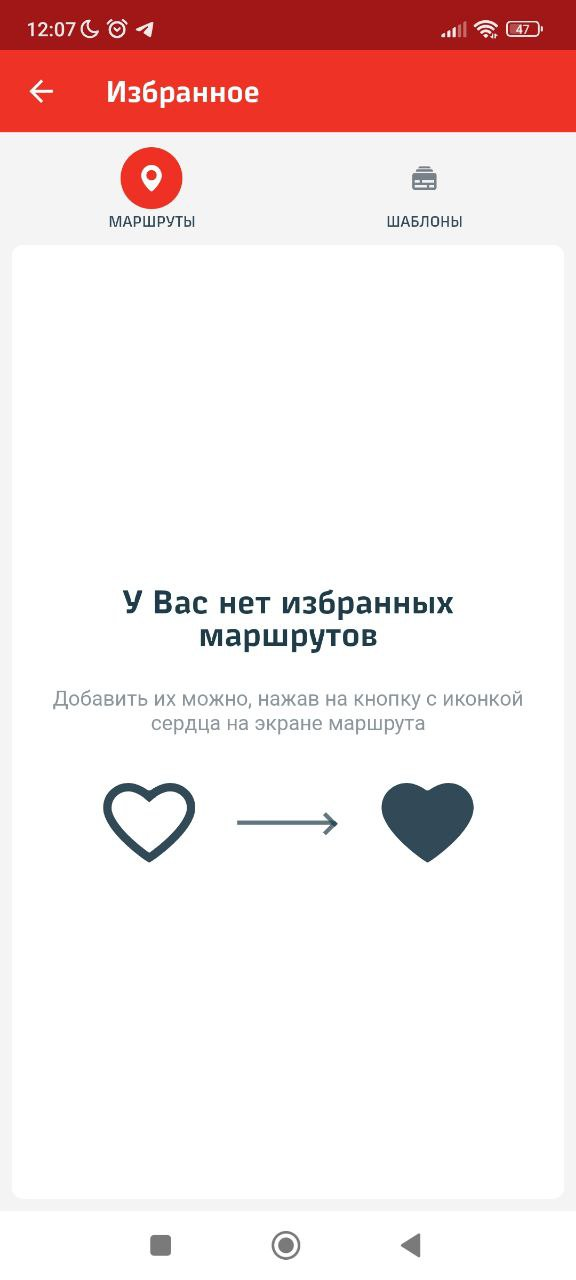 12:07
47
Избранное
МАРШРУТЫ
ШАБЛОНЫ
У Вас нет избранных
маршрутов
Добавить их можно, нажав на кнопку с иконкой
сердца на экране маршрута